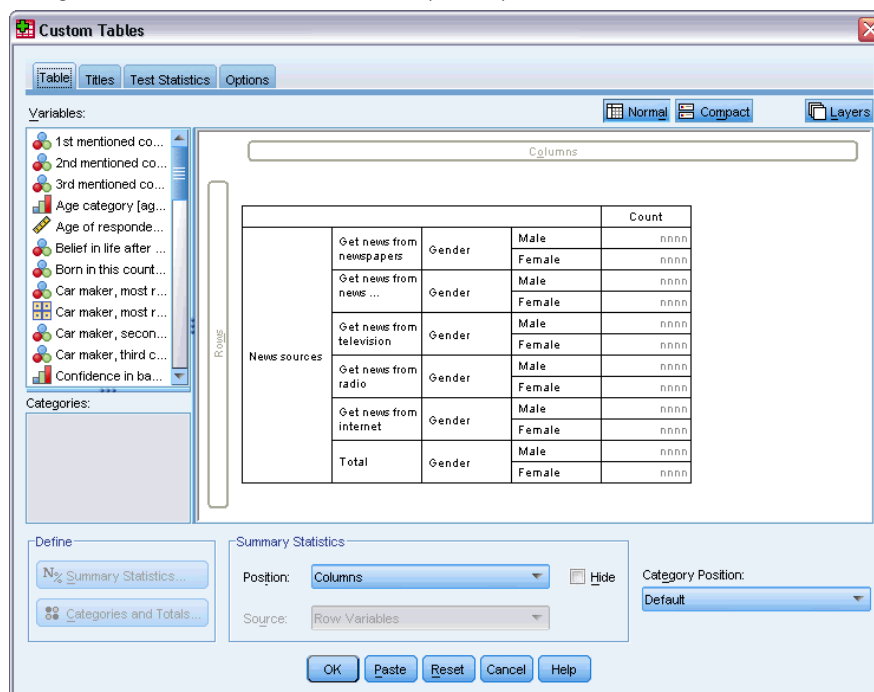 Custom Tables
Table Titles Test Statistics Options
Variables:
Normal Compact Layers
1st mentioned co...
2nd mentioned co...
3rd mentioned co...
Age category [ag...
Age of responde...
Belief in life after ...
Born in this count...
Car maker, most r...
Car maker, most r...
Car maker, secon...
Car maker, third c...
Confidence in ba...
Categories:
Columns
Rows
Count
News sources
Get news from newspapers Gender Male nnnn
Female nnnn
Get news from news ... Gender Male nnnn
Female nnnn
Get news from television Gender Male nnnn
Female nnnn
Get news from radio Gender Male nnnn
Female nnnn
Get news from internet Gender Male nnnn
Female nnnn
Total Gender Male nnnn
Female nnnn
Define
N% Summary Statistics...
Categories and Totals...
Summary Statistics
Position: Columns Hide
Source: Row Variables
Category Position:
Default
OK Paste Reset Cancel Help